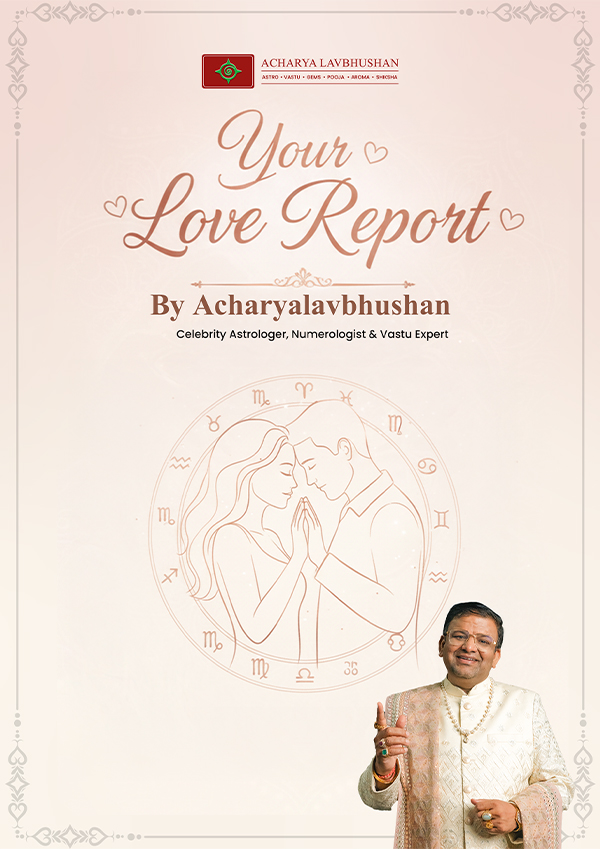 ACHARYA LAVBHUSHAN
ASTRO • VASTU • GEMS • POOJA • AROMA • SHIKSHA
Your
Love Report
By Acharyalavbhushan
Celebrity Astrologer, Numerologist & Vastu Expert